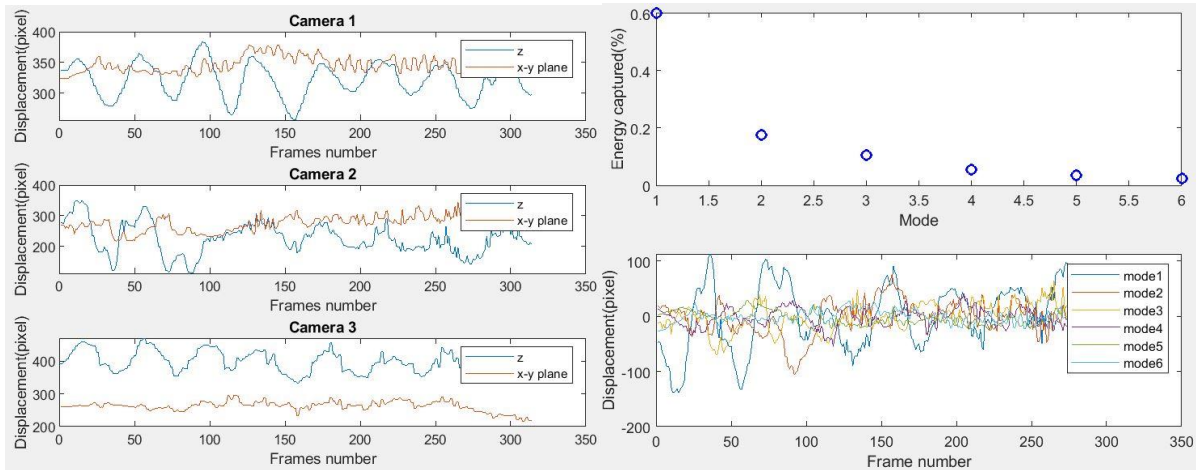 Camera 1
Displacement(pixel)
400
350
300
z
x-y plane
0 50 100 150 200 250 300 350
Frames number
Camera 2
Displacement(pixel)
400
300
200
z
x-y plane
0 50 100 150 200 250 300 350
Frames number
Camera 3
Displacement(pixel)
400
300
200
z
x-y plane
0 50 100 150 200 250 300 350
Frames number
Energy captured(%)
0.6
0.4
0.2
0
1 1.5 2 2.5 3 3.5 4 4.5 5 5.5 6
Mode
Displacement(pixel)
100
0
-100
-200
mode1
mode2
mode3
mode4
mode5
mode6
0 50 100 150 200 250 300 350
Frame number